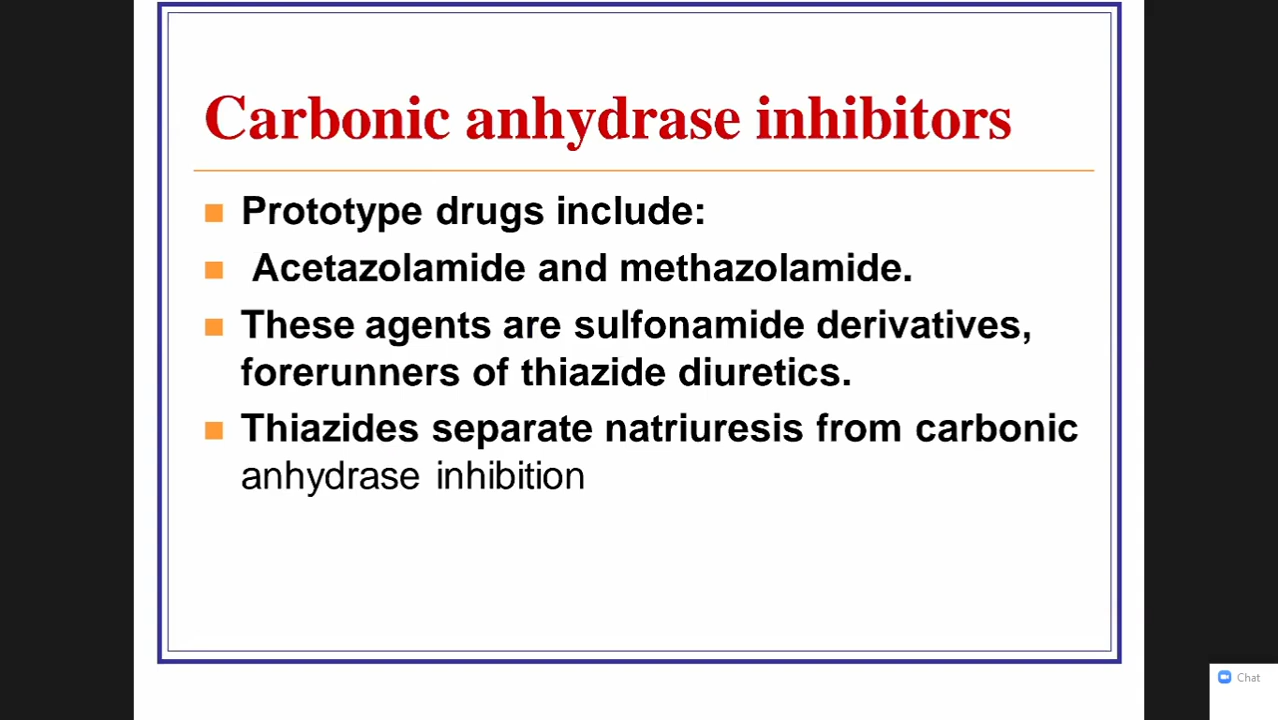 Carbonic anhydrase inhibitors
Prototype drugs include:
Acetazolamide and methazolamide.
These agents are sulfonamide derivatives,
forerunners of thiazide diuretics.
Thiazides separate natriuresis from carbonic
anhydrase inhibition
Chat